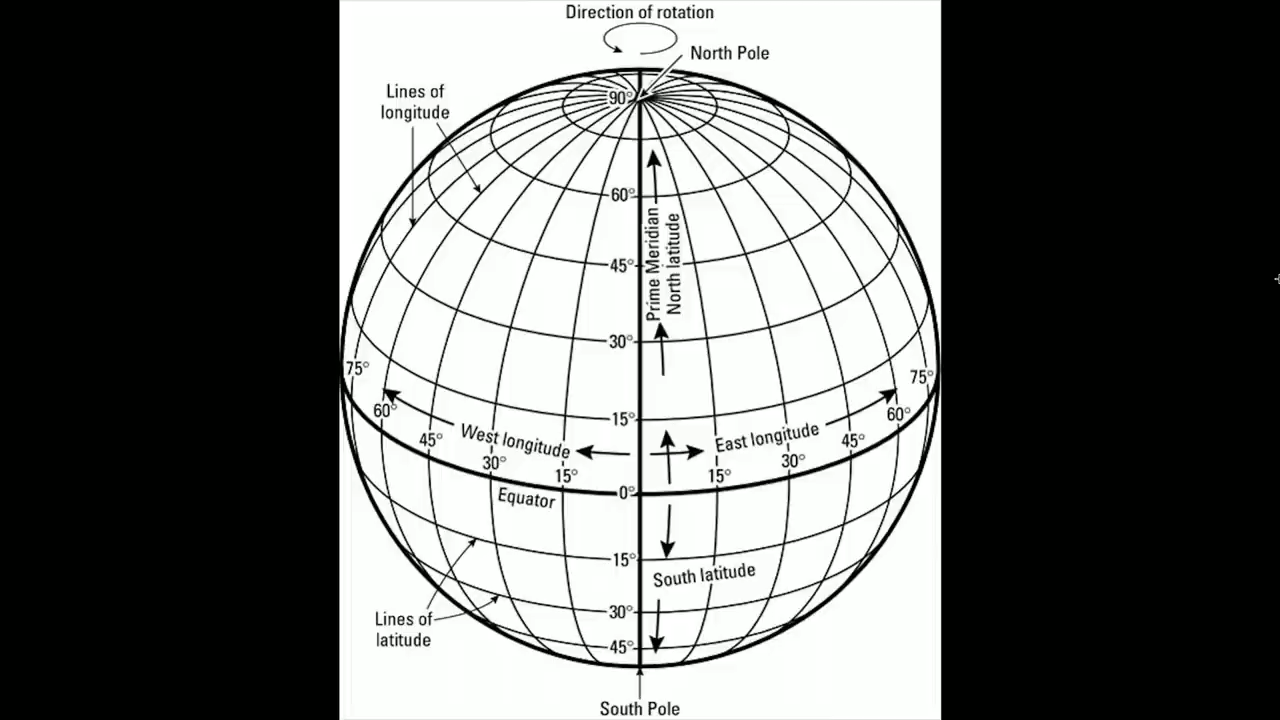 Direction of rotation
North Pole
Lines of
longitude
90°
60°
45°
Prime Meridian
North latitude
30°
15°
75°
60°
45°
30°
15°
West longitude
East longitude
75°
60°
45°
30°
15°
0°
Equator
15°
South latitude
30°
45°
Lines of
latitude
South Pole